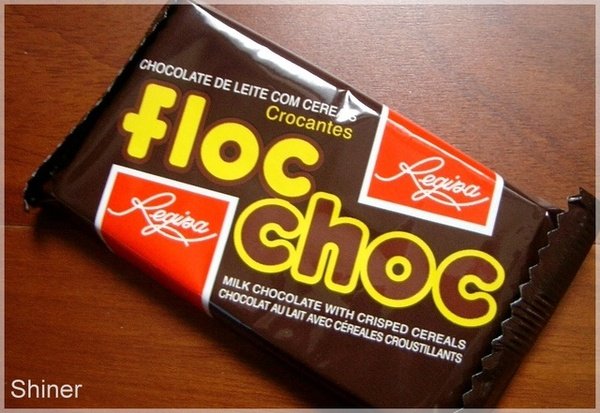 CHOCOLATE DE LEITE COM CEREAIS
Crocantes
floc
choc
Regisa
Regisa
MILK CHOCOLATE WITH CRISPED CEREALS
CHOCOLAT AU LAIT AVEC CÉRÉALES CROUSTILLANTS
Shiner